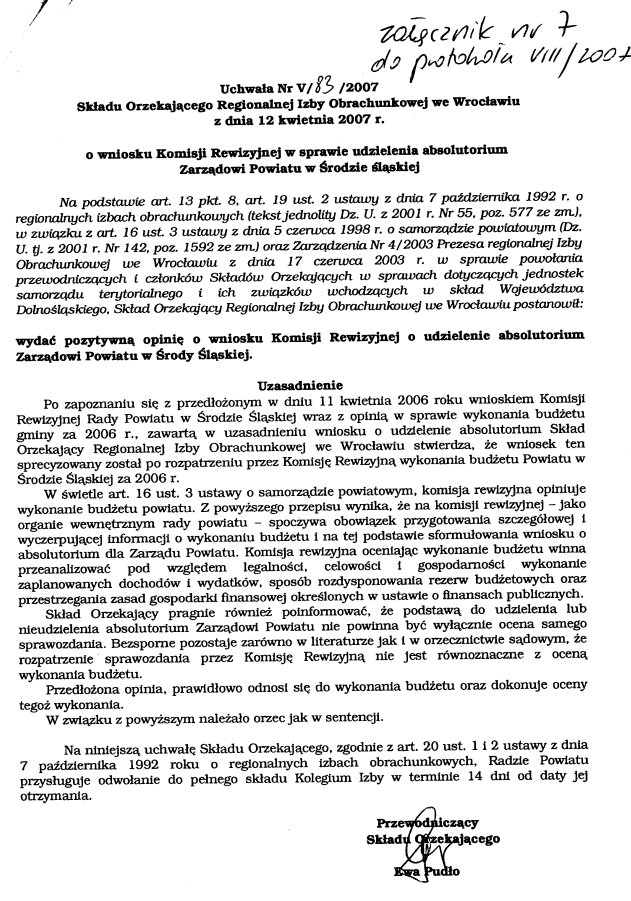 załącznik nr 7
do protokołu VIII/2007
Uchwała Nr V/83/2007
Składu Orzekającego Regionalnej Izby Obrachunkowej we Wrocławiu
z dnia 12 kwietnia 2007 r.
o wniosku Komisji Rewizyjnej w sprawie udzielenia absolutorium
Zarządowi Powiatu w Środzie śląskiej
Na podstawie art. 13 pkt. 8, art. 19 ust. 2 ustawy z dnia 7 października 1992 r. o
regionalnych izbach obrachunkowych (tekst jednolity Dz. U. z 2001 r. Nr 55, poz. 577 ze zm.),
w związku z art. 16 ust. 3 ustawy z dnia 5 czerwca 1998 r. o samorządzie powiatowym (Dz.
U. tj. z 2001 r. Nr 142, poz. 1592 ze zm.) oraz Zarządzenia Nr 4/2003 Prezesa regionalnej Izby
Obrachunkowej we Wrocławiu z dnia 17 czerwca 2003 r. w sprawie powołania
przewodniczących i członków Składów Orzekających w sprawach dotyczących jednostek
samorządu terytorialnego i ich związków wchodzących w skład Województwa
Dolnośląskiego, Skład Orzekający Regionalnej Izby Obrachunkowej we Wrocławiu postanowił:
wydać pozytywną opinię o wniosku Komisji Rewizyjnej o udzielenie absolutorium
Zarządowi Powiatu w Środy Śląskiej.
Uzasadnienie
Po zapoznaniu się z przedłożonym w dniu 11 kwietnia 2006 roku wnioskiem Komisji
Rewizyjnej Rady Powiatu w Środzie Śląskiej wraz z opinią w sprawie wykonania budżetu
gminy za 2006 r., zawartą w uzasadnieniu wniosku o udzielenie absolutorium Skład
Orzekający Regionalnej Izby Obrachunkowej we Wrocławiu stwierdza, że wniosek ten
sprecyzowany został po rozpatrzeniu przez Komisję Rewizyjną wykonania budżetu Powiatu w
Środzie Śląskiej za 2006 r.
W świetle art. 16 ust. 3 ustawy o samorządzie powiatowym, komisja rewizyjna opiniuje
wykonanie budżetu powiatu. Z powyższego przepisu wynika, że na komisji rewizyjnej – jako
organie wewnętrznym rady powiatu – spoczywa obowiązek przygotowania szczegółowej i
wyczerpującej informacji o wykonaniu budżetu i na tej podstawie sformułowania wniosku o
absolutorium dla Zarządu Powiatu. Komisja rewizyjna oceniając wykonanie budżetu winna
przeanalizować pod względem legalności, celowości i gospodarności wykonanie
zaplanowanych dochodów i wydatków, sposób rozdysponowania rezerw budżetowych oraz
przestrzegania zasad gospodarki finansowej określonych w ustawie o finansach publicznych.
Skład Orzekający pragnie również poinformować, że podstawą do udzielenia lub
nieudzielenia absolutorium Zarządowi Powiatu nie powinna być wyłącznie ocena samego
sprawozdania. Bezsporne pozostaje zarówno w literaturze jak i w orzecznictwie sądowym, że
rozpatrzenie sprawozdania przez Komisję Rewizyjną nie jest równoznaczne z oceną
wykonania budżetu.
Przedłożona opinia, prawidłowo odnosi się do wykonania budżetu oraz dokonuje oceny
tegoż wykonania.
W związku z powyższym należało orzec jak w sentencji.
Na niniejszą uchwałę Składu Orzekającego, zgodnie z art. 20 ust. 1 i 2 ustawy z dnia
7 października 1992 roku o regionalnych izbach obrachunkowych, Radzie Powiatu
przysługuje odwołanie do pełnego składu Kolegium Izby w terminie 14 dni od daty jej
otrzymania.
Przewodniczący
Składu Orzekającego
Ewa Pudło